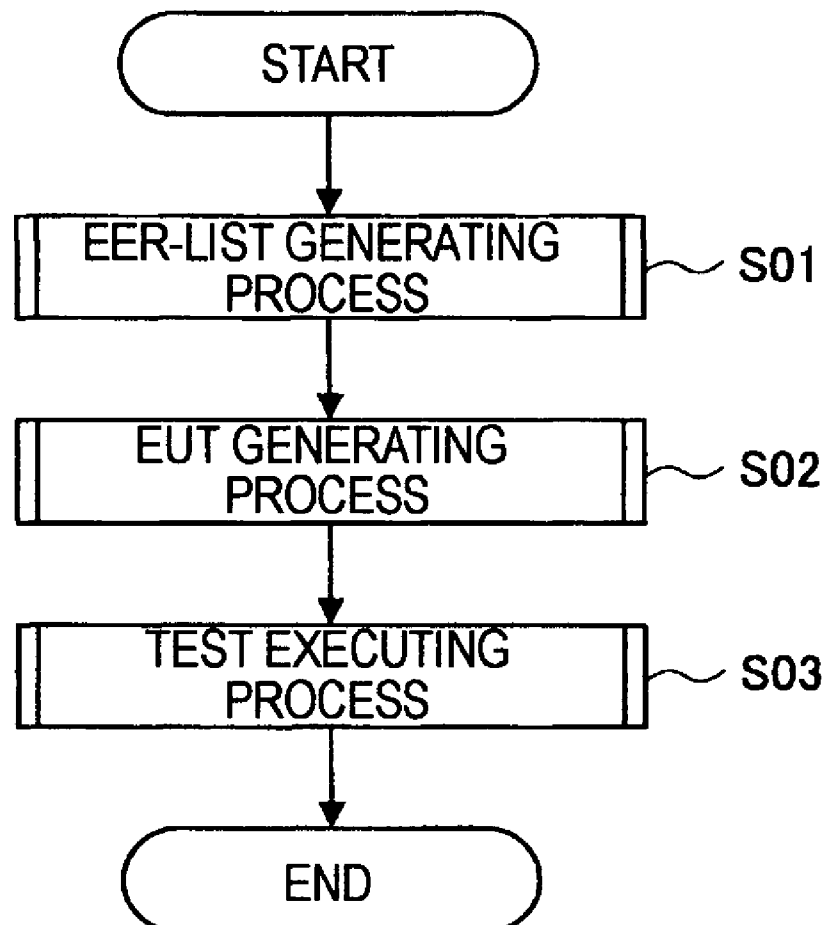 START
EER-LIST GENERATING
PROCESS
S01
EUT GENERATING
PROCESS
S02
TEST EXECUTING
PROCESS
S03
END